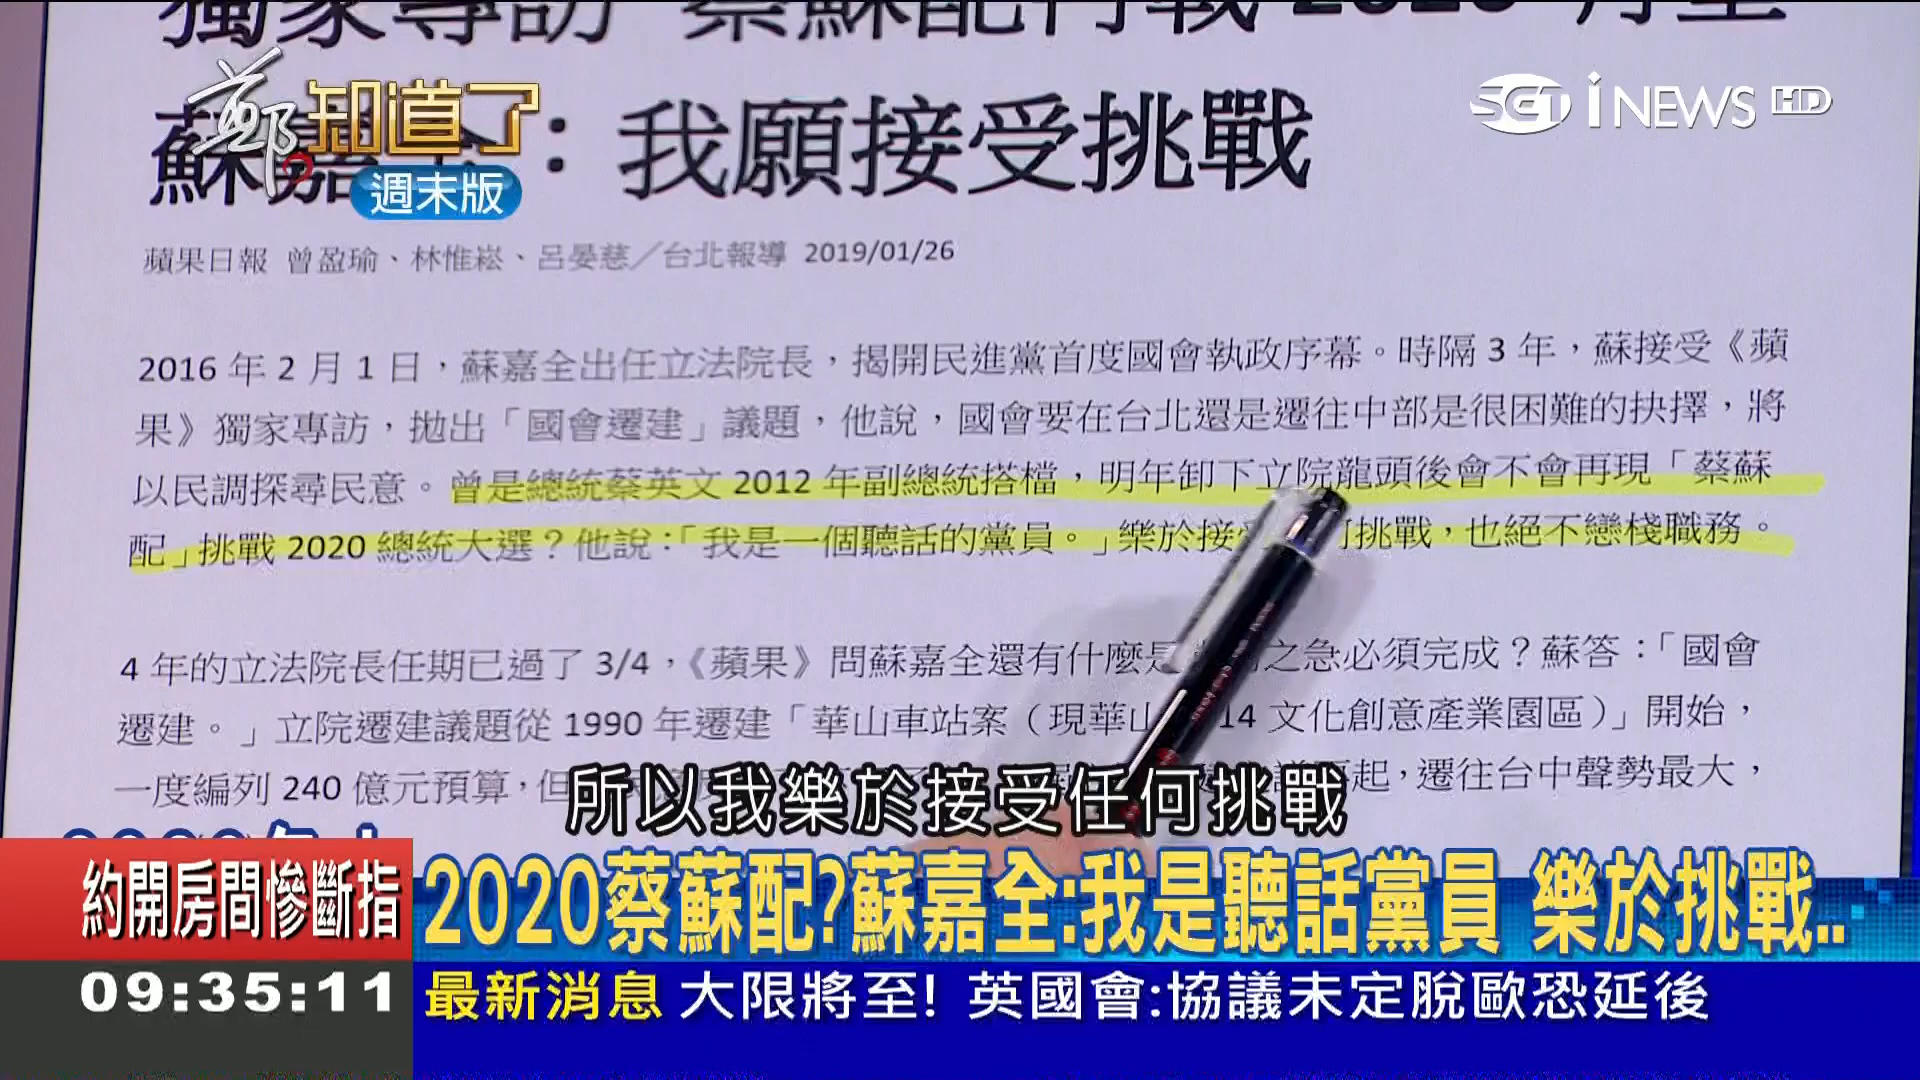 獨家專訪 蔡蘇配再戰2020
鄭知道了
週末版
SET iNEWS HD
蘇嘉全：我願接受挑戰
蘋果日報 曾盈瑜、林惟崧、呂晏慈／台北報導 2019/01/26
2016 年 2 月 1 日，蘇嘉全出任立法院長，揭開民進黨首度國會執政序幕。時隔 3 年，蘇接受《蘋
果》獨家專訪，拋出「國會遷建」議題，他說，國會要在台北還是遷往中部是很困難的抉擇，將
以民調探尋民意。曾是總統蔡英文 2012 年副總統搭檔，明年卸下立院龍頭後會不會再現「蔡蘇
配」挑戰 2020 總統大選？他說：「我是一個聽話的黨員。」樂於接 挑戰，也絕不戀棧職務。
4 年的立法院長任期已過了 3/4，《蘋果》問蘇嘉全還有什麼是 之急必須完成？蘇答：「國會
遷建。」立院遷建議題從 1990 年遷建「華山車站案（現華山 14 文化創意產業園區）」開始，
一度編列 240 億元預算，但 起，遷往台中聲勢最大，
所以我樂於接受任何挑戰
約開房間慘斷指
2020蔡蘇配?蘇嘉全:我是聽話黨員 樂於挑戰..
09:35:11
最新消息 大限將至! 英國會:協議未定脫歐恐延後